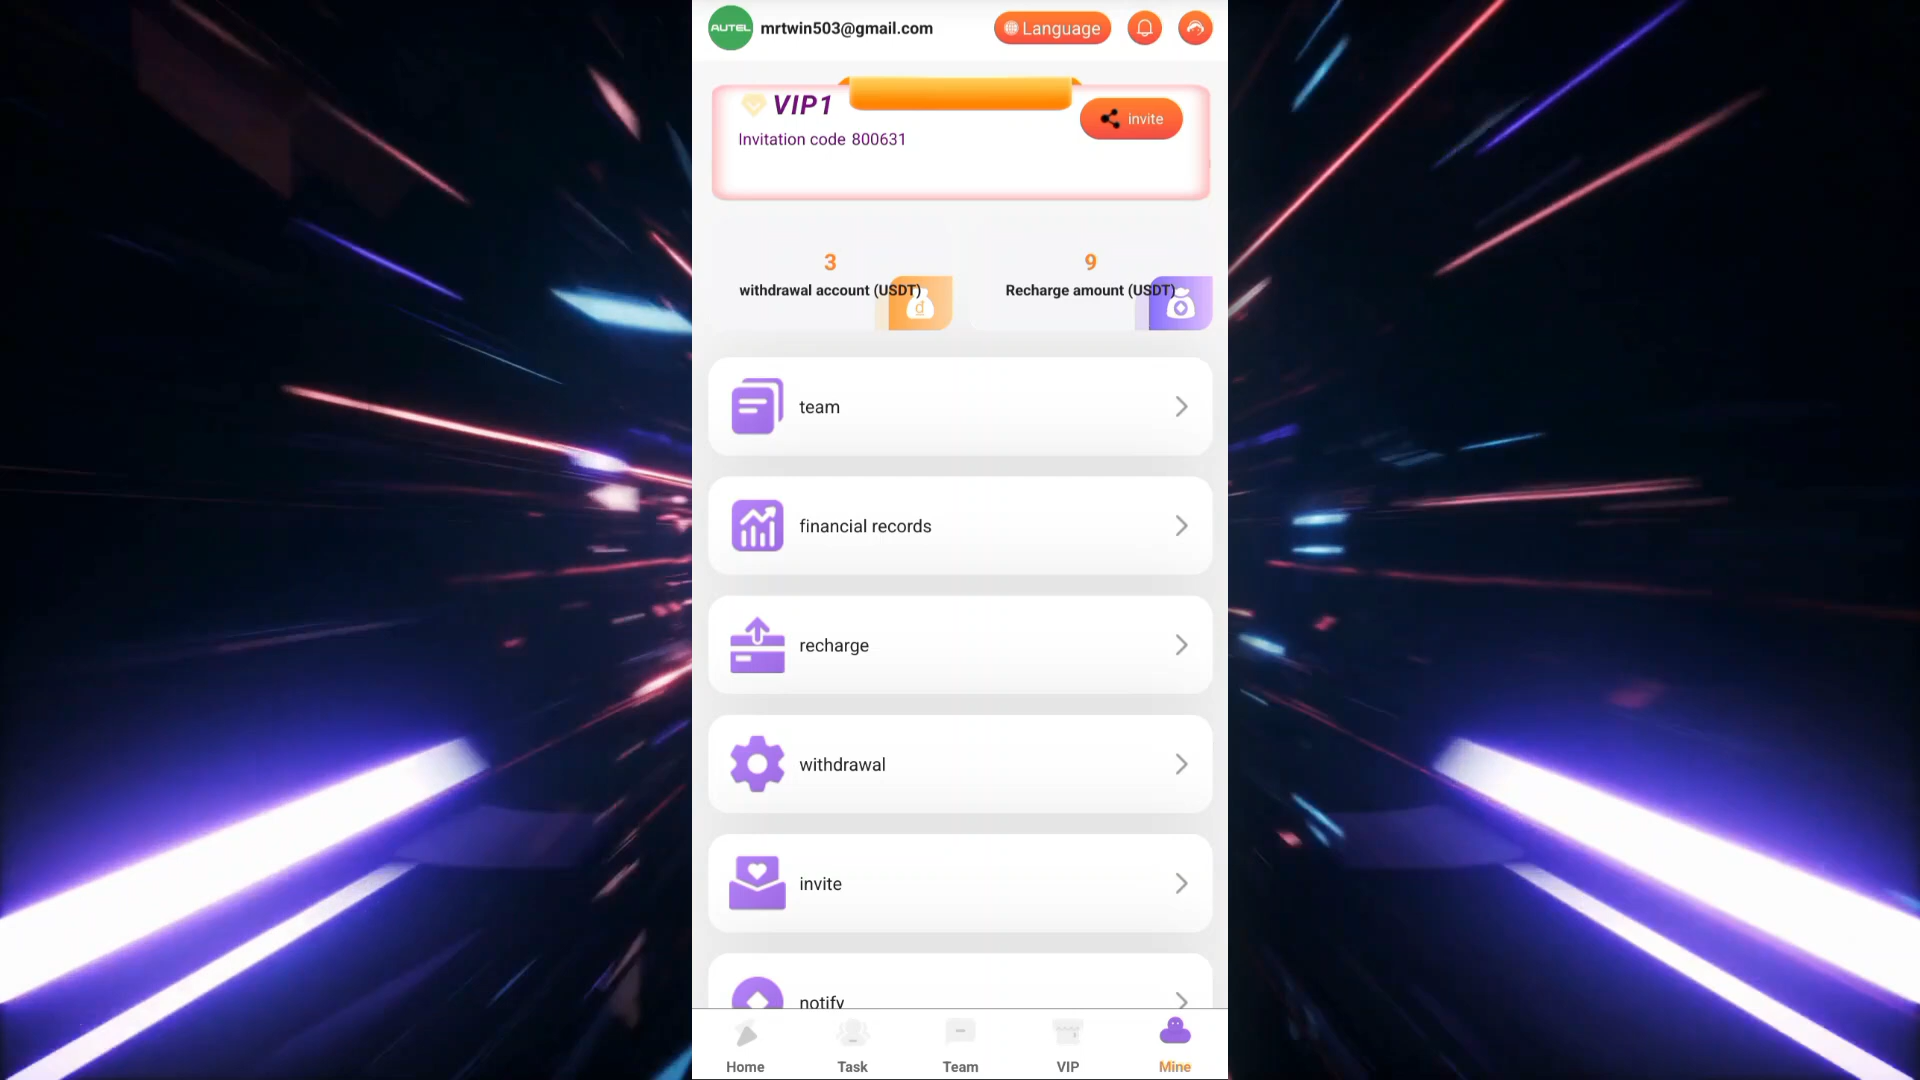 AUTEL
mrtwin503@gmail.com
Language
VIP1
invite
Invitation code 800631
3
withdrawal account (USDT)
9
Recharge amount (USDT)
team
financial records
recharge
withdrawal
invite
notify
Home
Task
Team
VIP
Mine